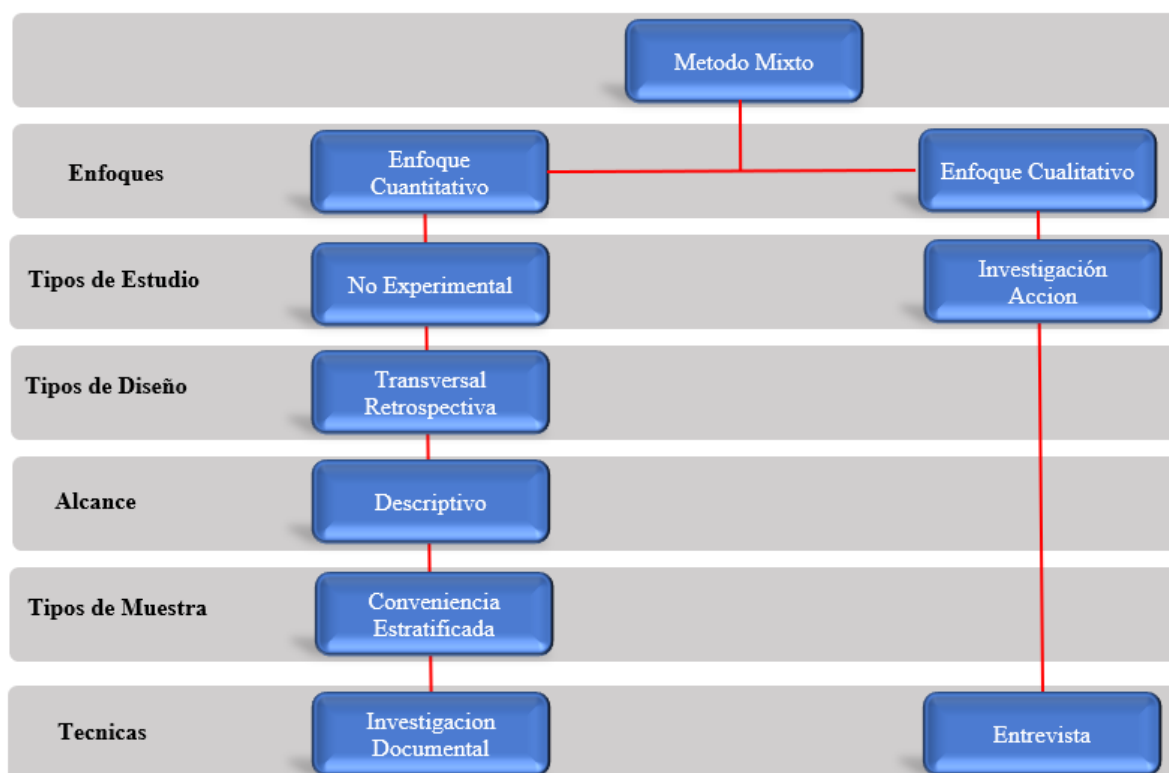 Metodo Mixto
Enfoques
Enfoque
Cuantitativo
Enfoque Cualitativo
Tipos de Estudio
No Experimental
Investigación
Accion
Tipos de Diseño
Transversal
Retrospectiva
Alcance
Descriptivo
Tipos de Muestra
Conveniencia
Estratificada
Tecnicas
Investigacion
Documental
Entrevista